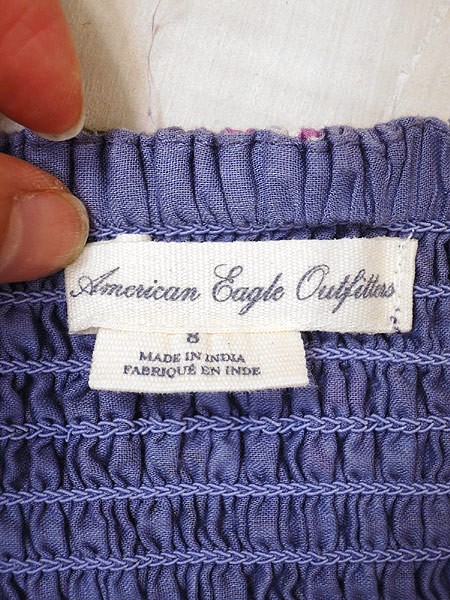 American Eagle Outfitters
8
MADE IN INDIA
FABRIQUÉ EN INDE